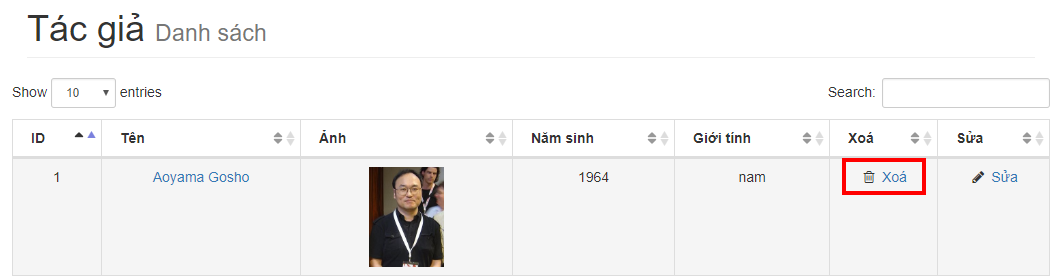 Tác giả Danh sách
Show 10 entries Search:
ID Tên Ảnh Năm sinh Giới tính Xoá Sửa
1 Aoyama Gosho 1964 nam Xoá Sửa